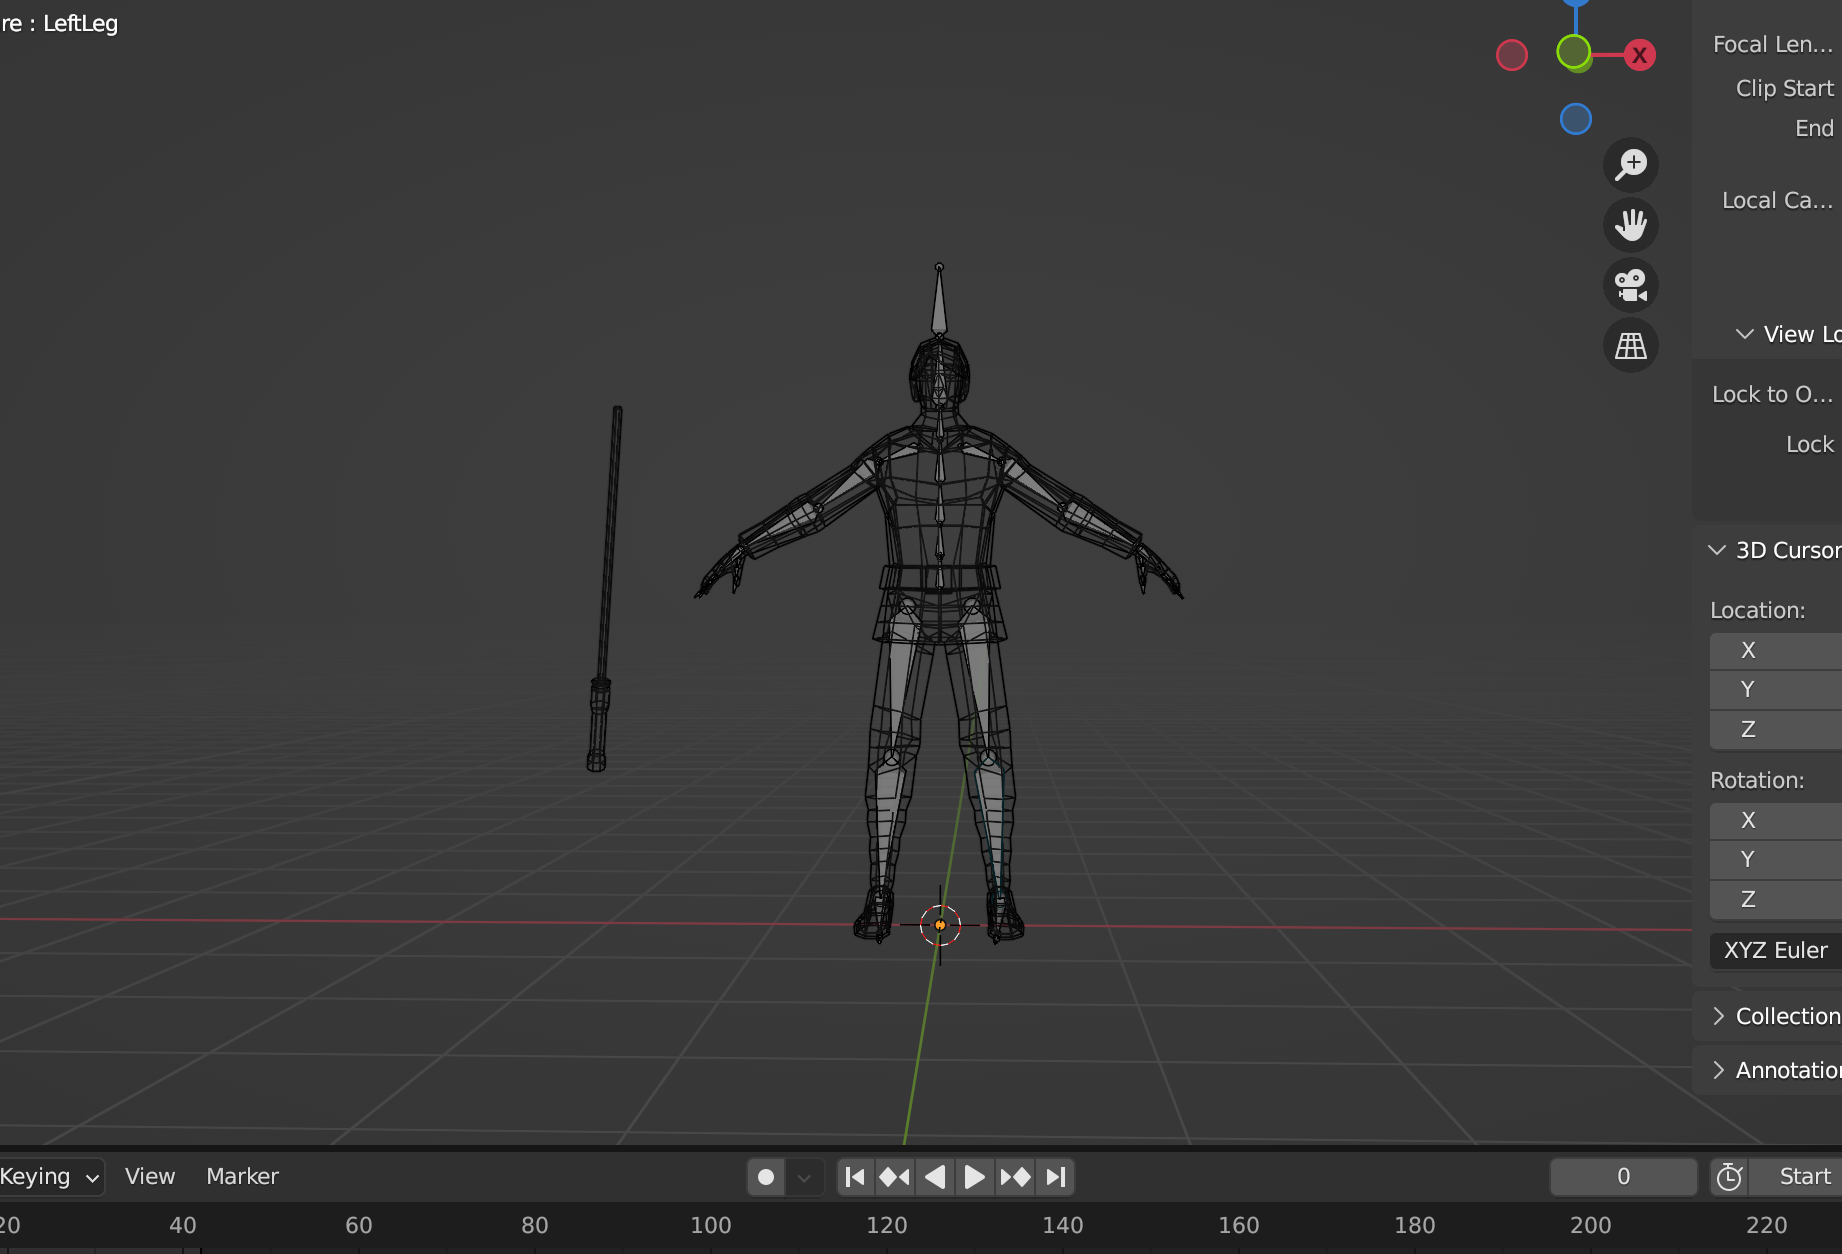 re : LeftLeg
X
Focal Len...
Clip Start
End
Local Ca...
View Lo
Lock to O...
Lock
3D Cursor
Location:
X
Y
Z
Rotation:
X
Y
Z
XYZ Euler
Collection
Annotation
Keying View Marker 0 Start
20 40 60 80 100 120 140 160 180 200 220